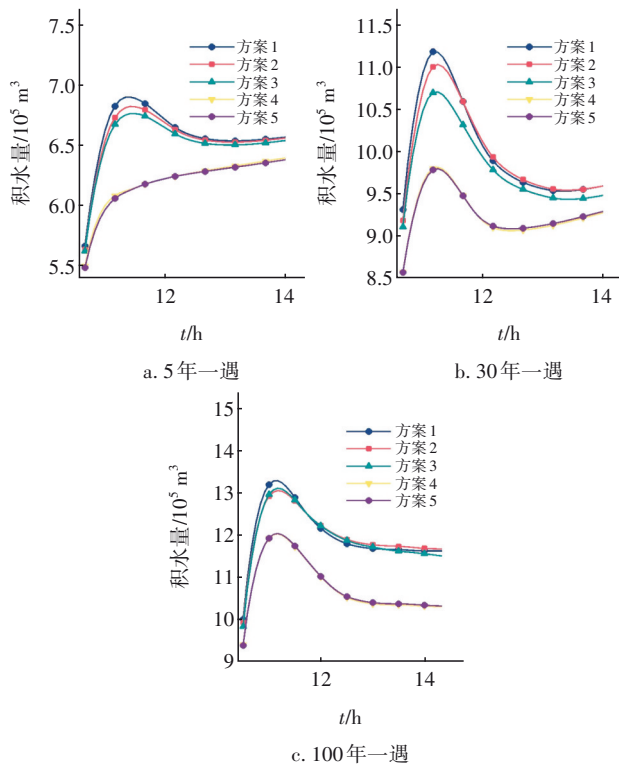 7.5
7.0
6.5
6.0
5.5
积水量/10⁵ m³
方案1
方案2
方案3
方案4
方案5
12
14
t/h
a. 5年一遇
11.5
11.0
10.5
10.0
9.5
9.0
8.5
积水量/10⁵ m³
方案1
方案2
方案3
方案4
方案5
12
14
t/h
b. 30年一遇
15
14
13
13
12
11
10
9
积水量/10⁵ m³
方案1
方案2
方案3
方案4
方案5
12
14
t/h
c. 100年一遇